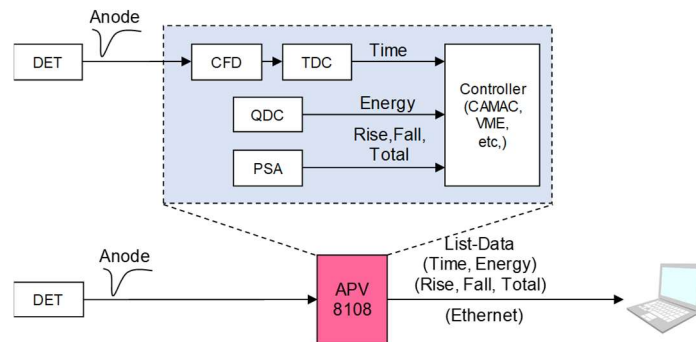 Anode
DET
CFD
TDC
Time
QDC
Energy
PSA
Rise,Fall,
Total
Controller
(CAMAC,
VME,
etc,)
Anode
DET
APV
8108
List-Data
(Time, Energy)
(Rise, Fall, Total)
(Ethernet)